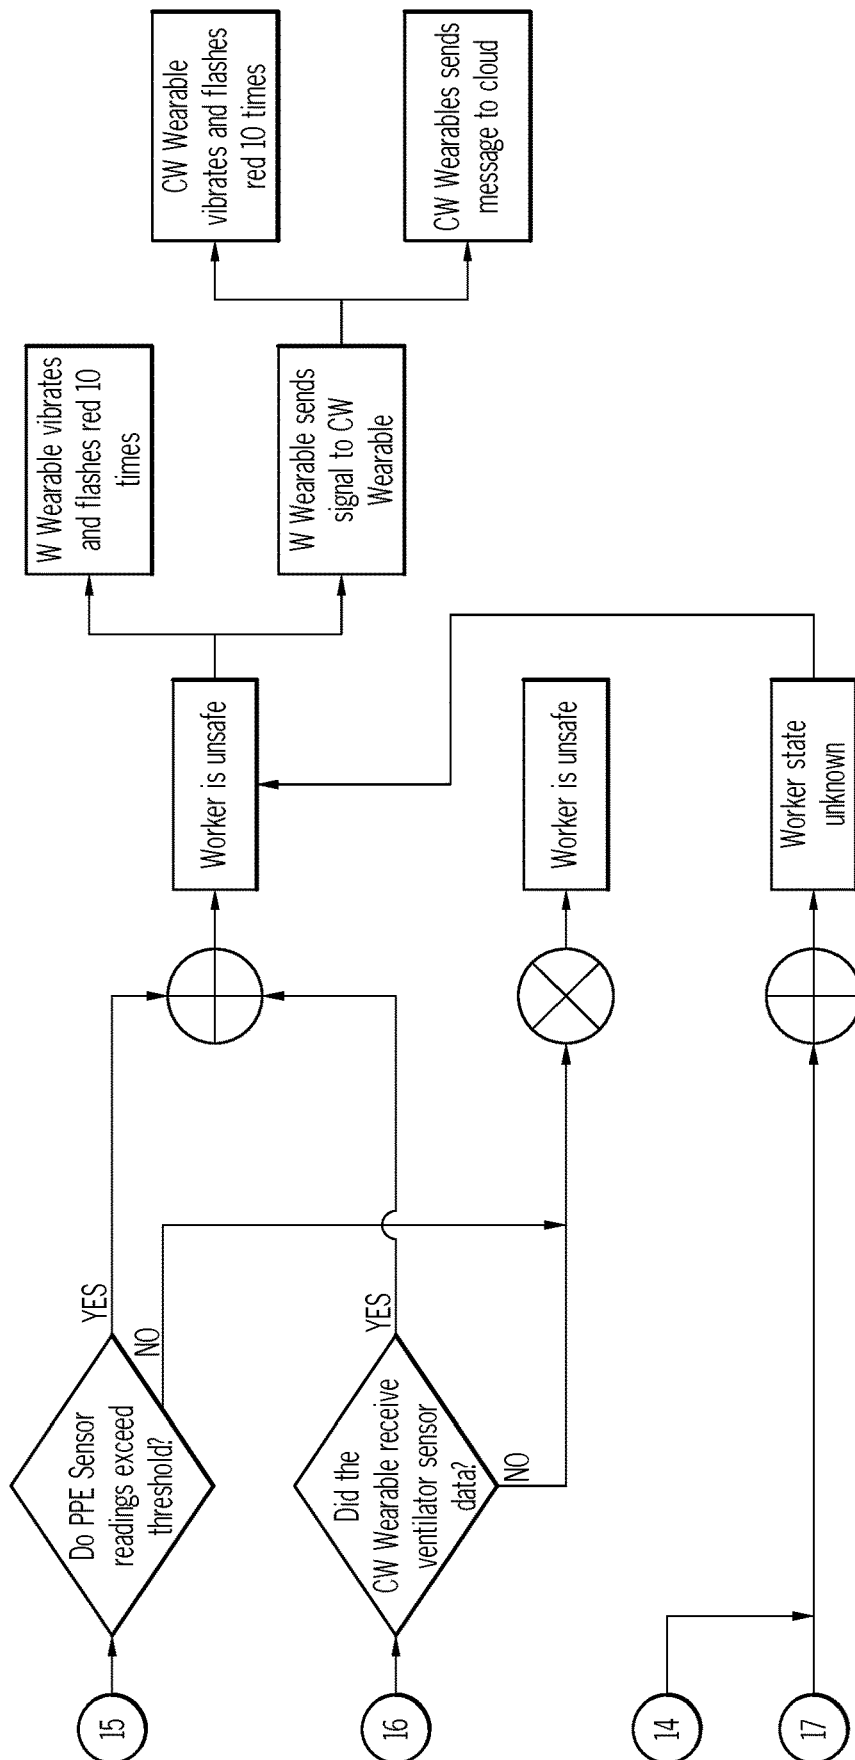 15
Do PPE Sensor
readings exceed
threshold?
YES
NO
16
Did the
CW Wearable receive
ventilator sensor
data?
YES
NO
14
17
Worker is unsafe
Worker is unsafe
Worker state
unknown
W Wearable vibrates
and flashes red 10
times
W Wearable sends
signal to CW
Wearable
CW Wearable
vibrates and flashes
red 10 times
CW Wearables sends
message to cloud